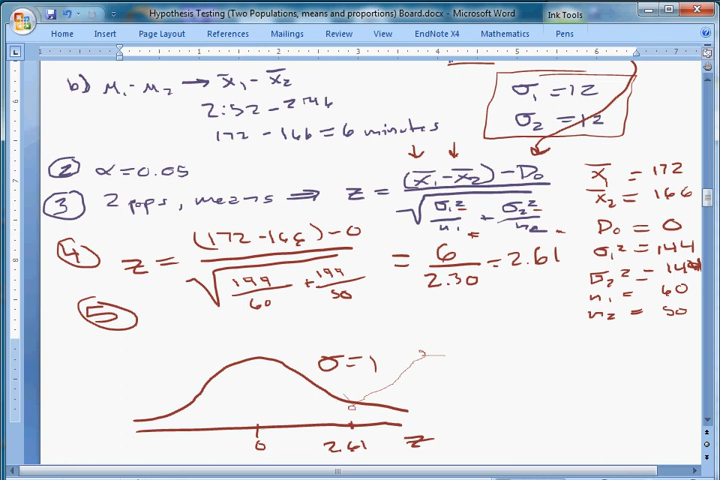 Hypothesis Testing (Two Populations, means and proportions) Board.docx - Microsoft Word
Ink Tools
Home Insert Page Layout References Mailings Review View EndNote X4 Mathematics Pens
b) μ₁ - μ₂ → x̄₁ - x̄₂
2:52 - 2:46
172 - 166 = 6 minutes
σ₁ = 12
σ₂ = 12
② α = 0.05
③ 2 pops, means ⇒ z = (x̄₁ - x̄₂) - D₀ / √(σ₁²/n₁ + σ₂²/n₂)
x̄₁ = 172
x̄₂ = 166
D₀ = 0
σ₁² = 144
σ₂² = 144
n₁ = 60
n₂ = 50
④ z = (172 - 166) - 0 / √(144/60 + 144/50) = 6 / 2.30 = 2.61
⑤
σ = 1
0 2.61 z